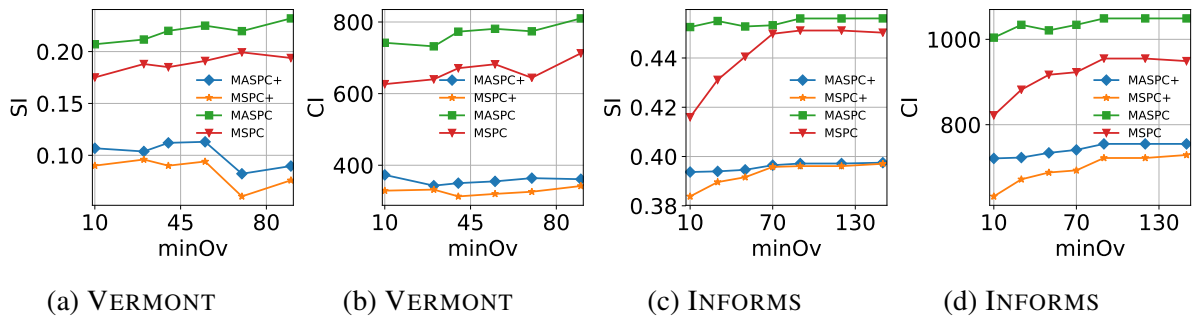 SI
0.20
0.15
0.10
10
45
80
minOv
MASPC+
MSPC+
MASPC
MSPC
(a) VERMONT
CI
800
600
400
10
45
80
minOv
MASPC+
MSPC+
MASPC
MSPC
(b) VERMONT
SI
0.44
0.42
0.40
0.38
10
70
130
minOv
MASPC+
MSPC+
MASPC
MSPC
(c) INFORMS
CI
1000
800
10
70
130
minOv
MASPC+
MSPC+
MASPC
MSPC
(d) INFORMS